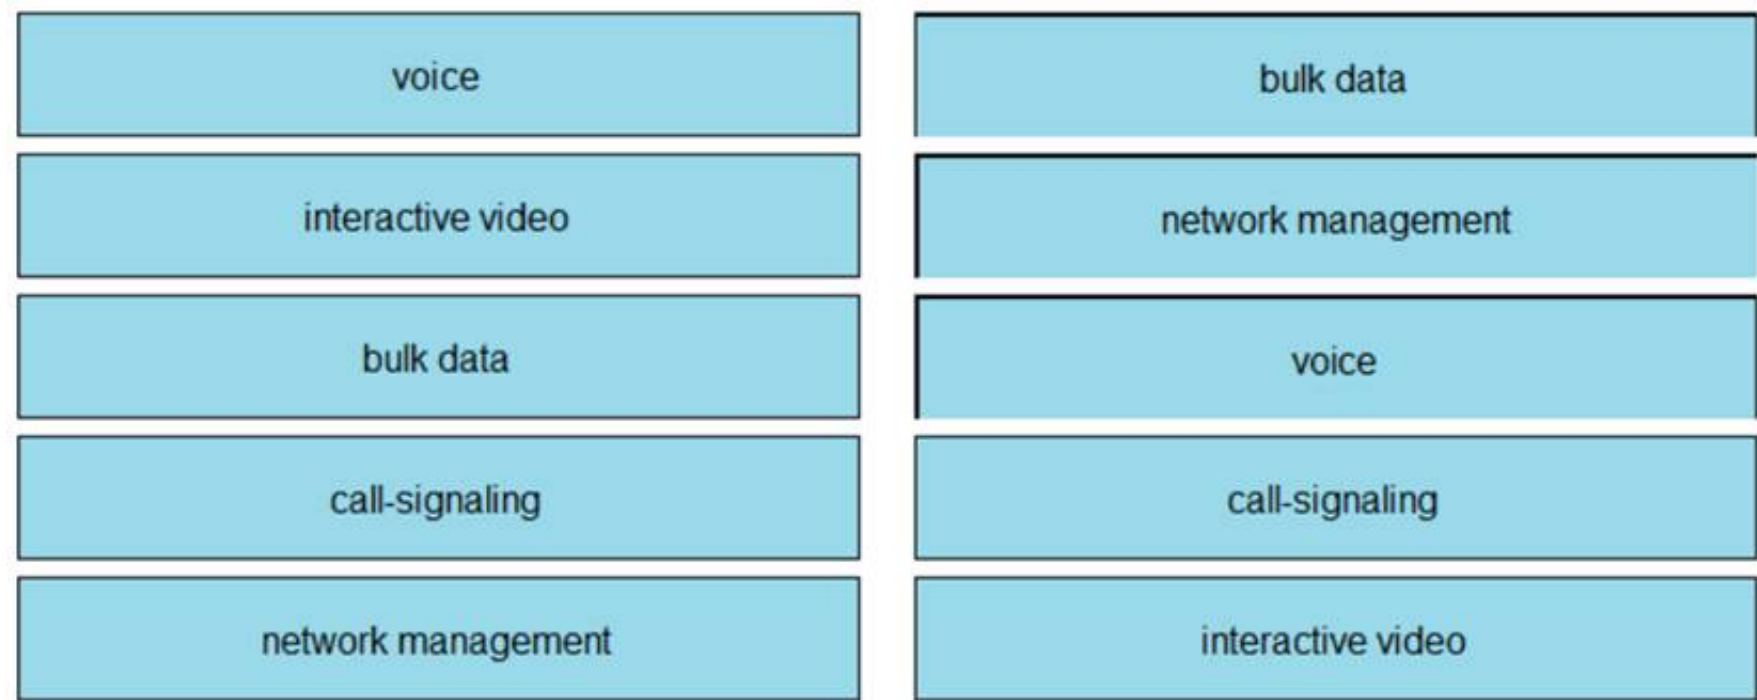 voice
bulk data
interactive video
network management
bulk data
voice
call-signaling
call-signaling
network management
interactive video